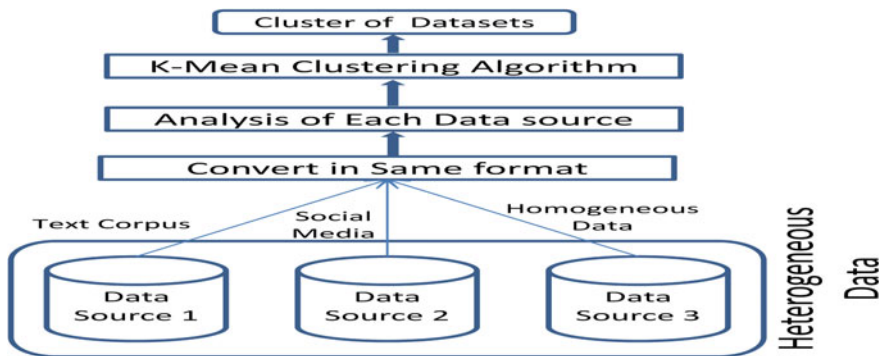 Cluster of Datasets
K-Mean Clustering Algorithm
Analysis of Each Data source
Convert in Same format
Text Corpus
Social
Media
Homogeneous
Data
Data
Source 1
Data
Source 2
Data
Source 3
Heterogeneous
Data